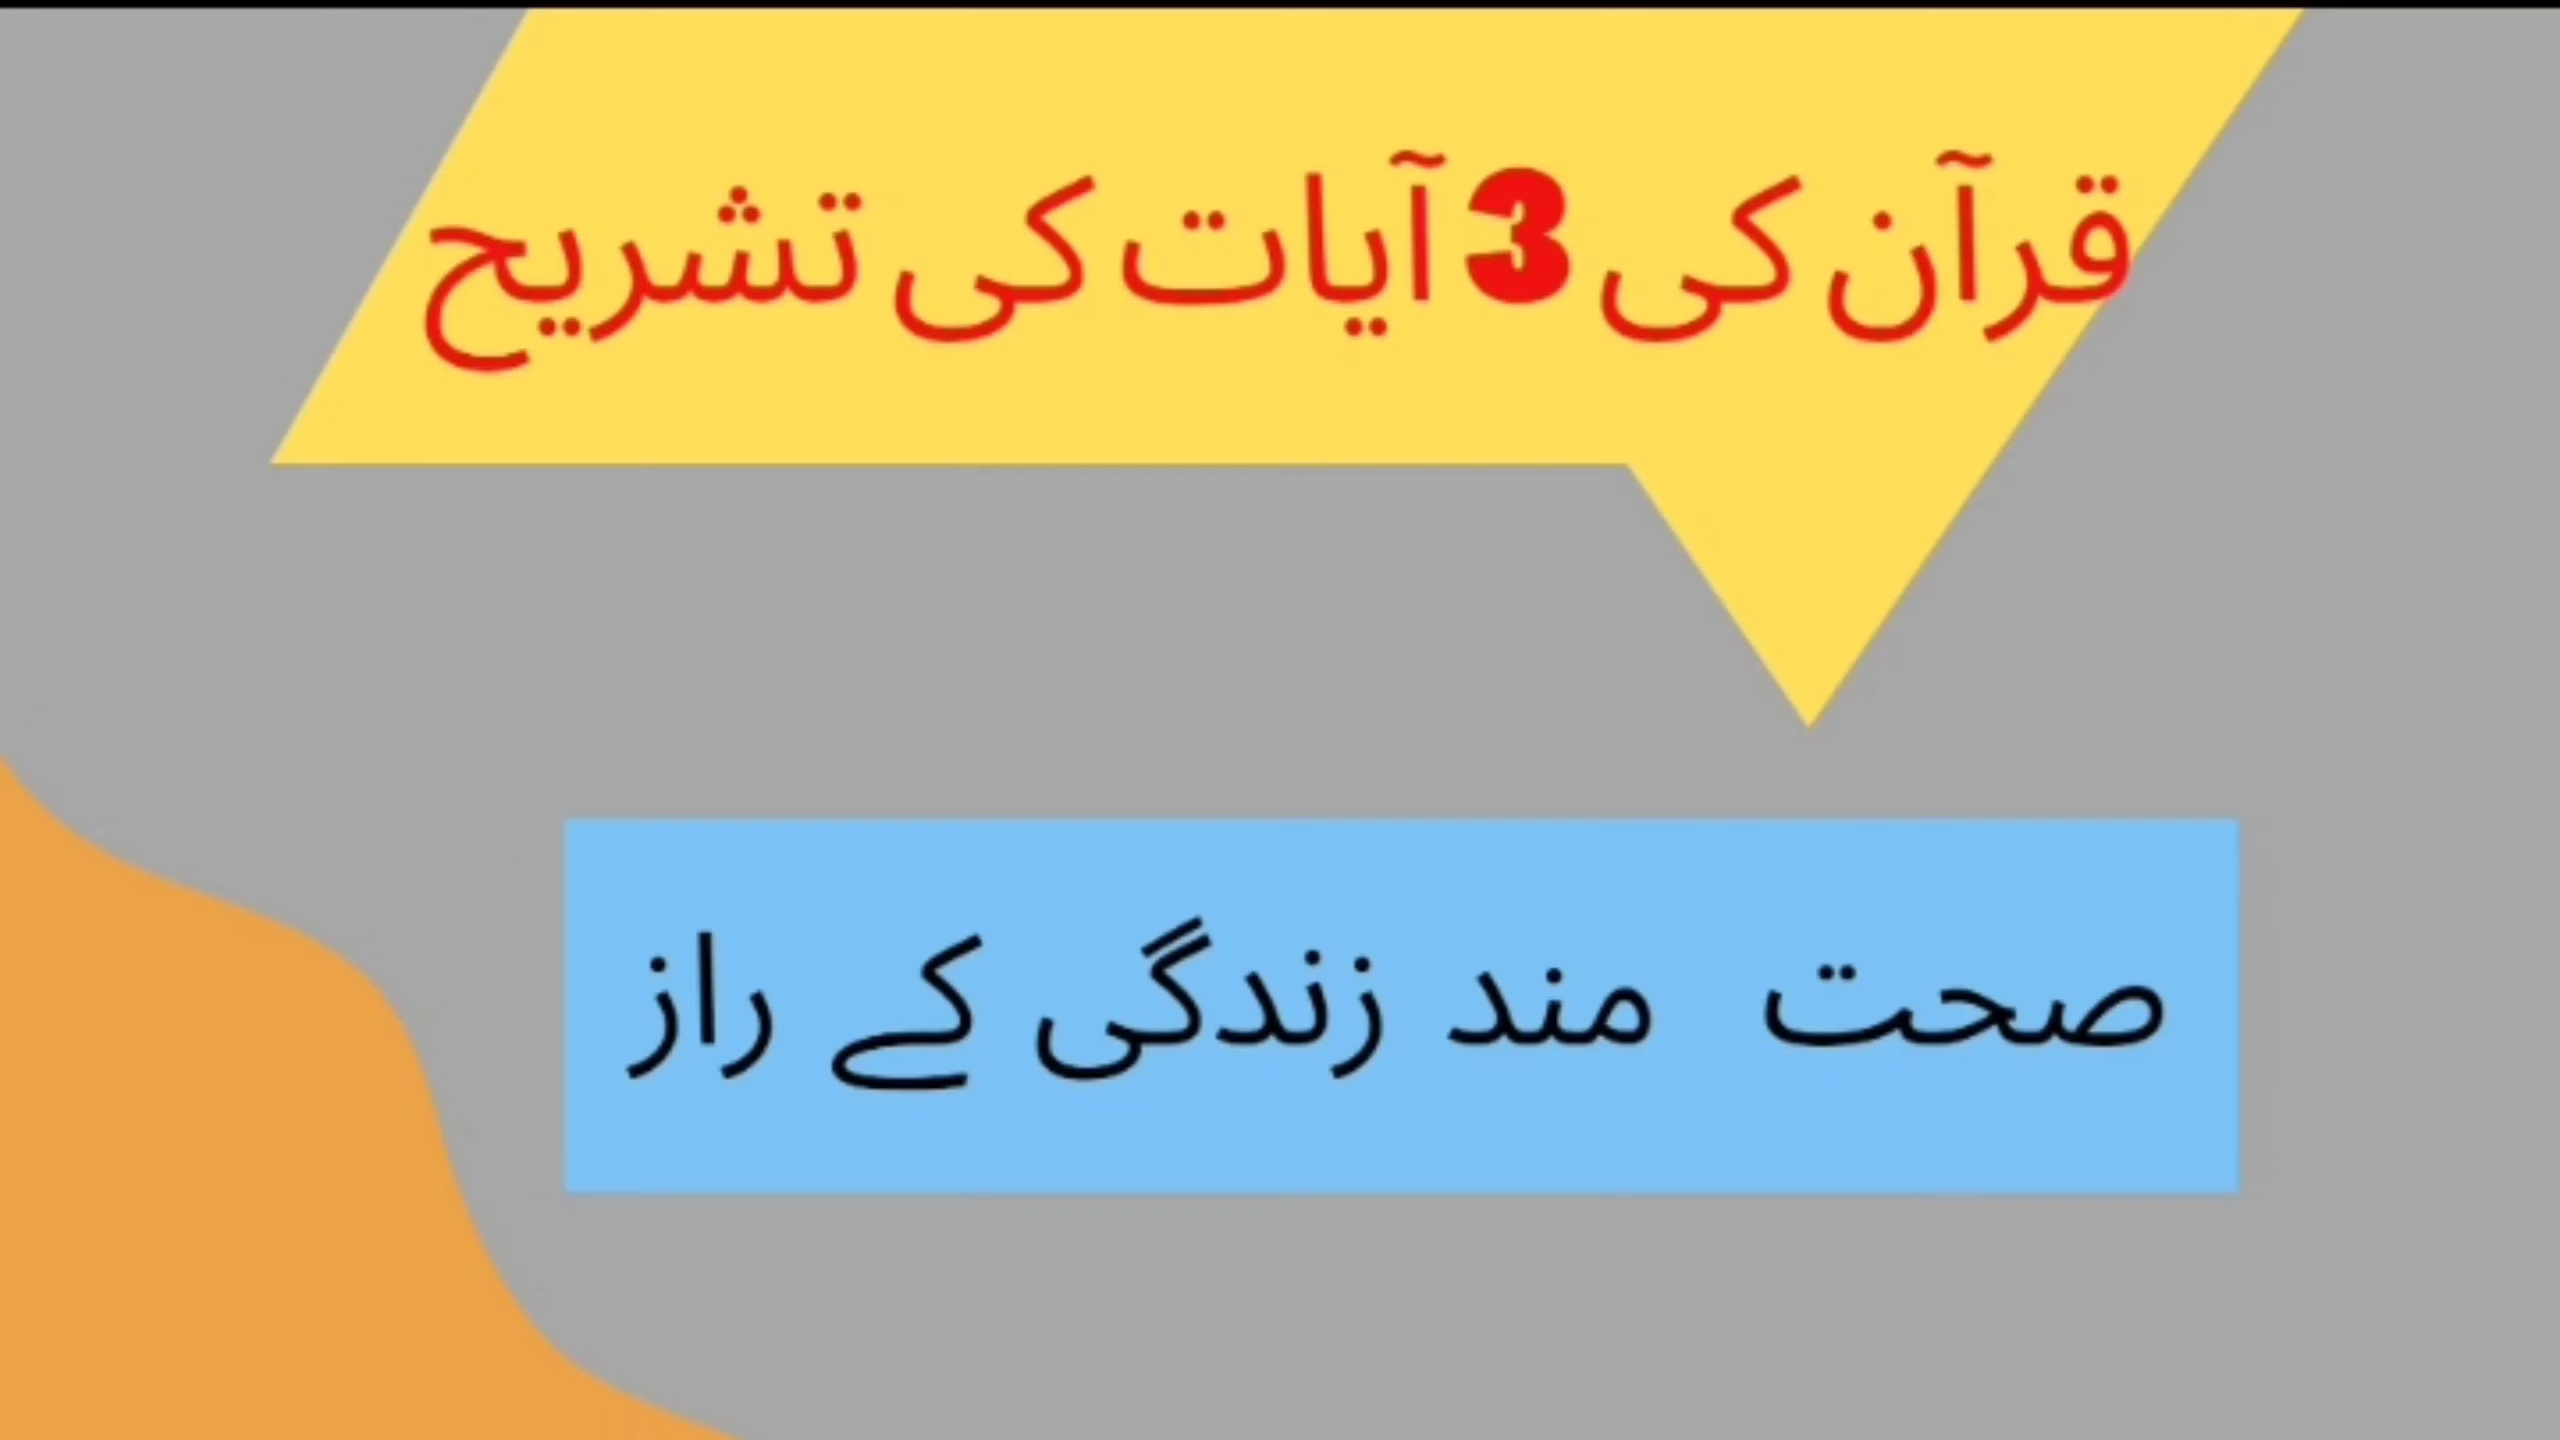 قرآن کی 3 آیات کی تشریح
صحت مند زندگی کے راز